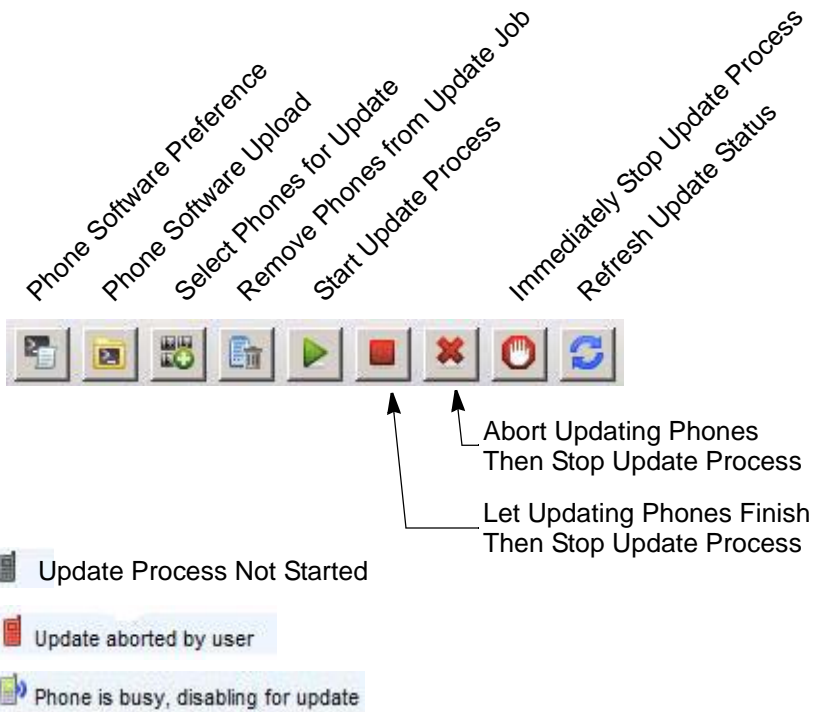 Phone Software Preference
Phone Software Upload
Select Phones for Update
Remove Phones from Update Job
Start Update Process
Immediately Stop Update Process
Refresh Update Status
Abort Updating Phones
Then Stop Update Process
Let Updating Phones Finish
Then Stop Update Process
Update Process Not Started
Update aborted by user
Phone is busy, disabling for update